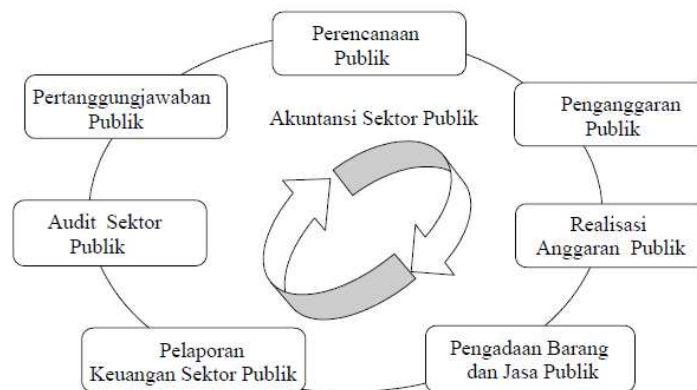 Perencanaan
Publik
Pertanggungjawaban
Publik
Penganggaran
Publik
Akuntansi Sektor Publik
Audit Sektor
Publik
Realisasi
Anggaran Publik
Pelaporan
Keuangan Sektor Publik
Pengadaan Barang
dan Jasa Publik